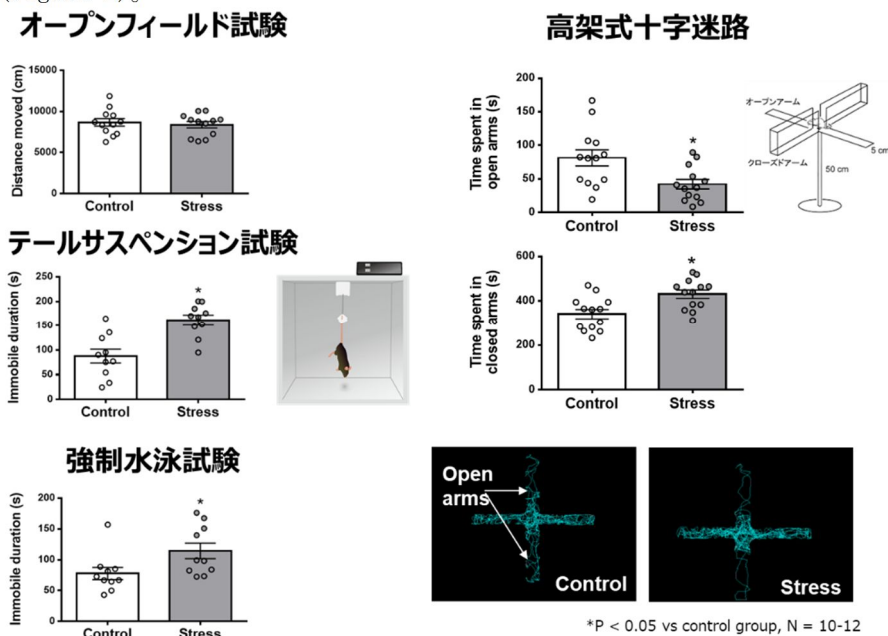 オープンフィールド試験
Distance moved (cm)
15000
10000
5000
0
Control
Stress
テールサスペンション試験
Immobile duration (s)
250
200
150
100
50
0
*
Control
Stress
強制水泳試験
Immobile duration (s)
200
150
100
50
0
*
Control
Stress
高架式十字迷路
Time spent in
open arms (s)
200
150
100
50
0
*
Control
Stress
オープンアーム
クローズドアーム
5 cm
50 cm
Time spent in
closed arms (s)
600
400
200
0
*
Control
Stress
Open
arms
Control
Stress
*P < 0.05 vs control group, N = 10-12